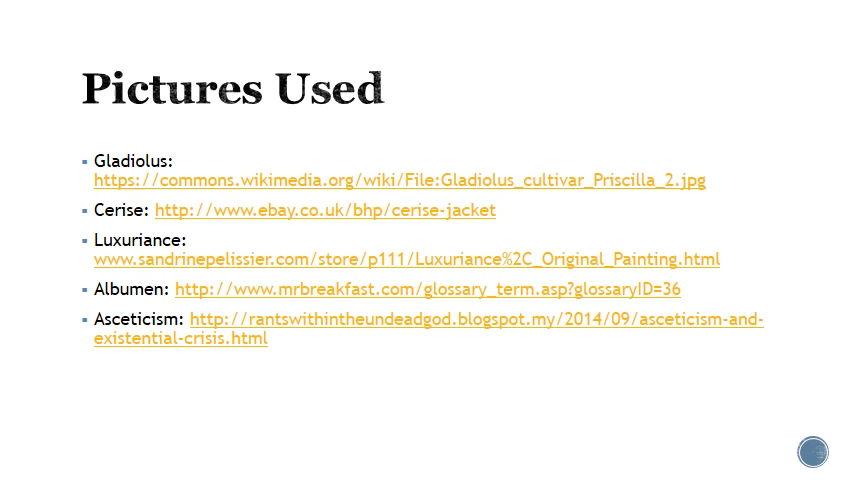 Pictures Used
Gladiolus:
https://commons.wikimedia.org/wiki/File:Gladiolus_cultivar_Priscilla_2.jpg
Cerise: http://www.ebay.co.uk/bhp/cerise-jacket
Luxuriance:
www.sandrinepelissier.com/store/p111/Luxuriance%2C_Original_Painting.html
Albumen: http://www.mrbreakfast.com/glossary_term.asp?glossaryID=36
Asceticism: http://rantswithintheundeadgod.blogspot.my/2014/09/asceticism-and-
existential-crisis.html